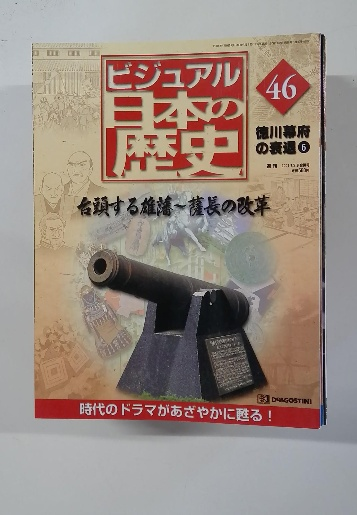 ビジュアル
日本の
歴史
46
徳川幕府
の衰退 6
台頭する雄藩〜薩長の改革
DeAGOSTINI
時代のドラマがあざやかに甦る!